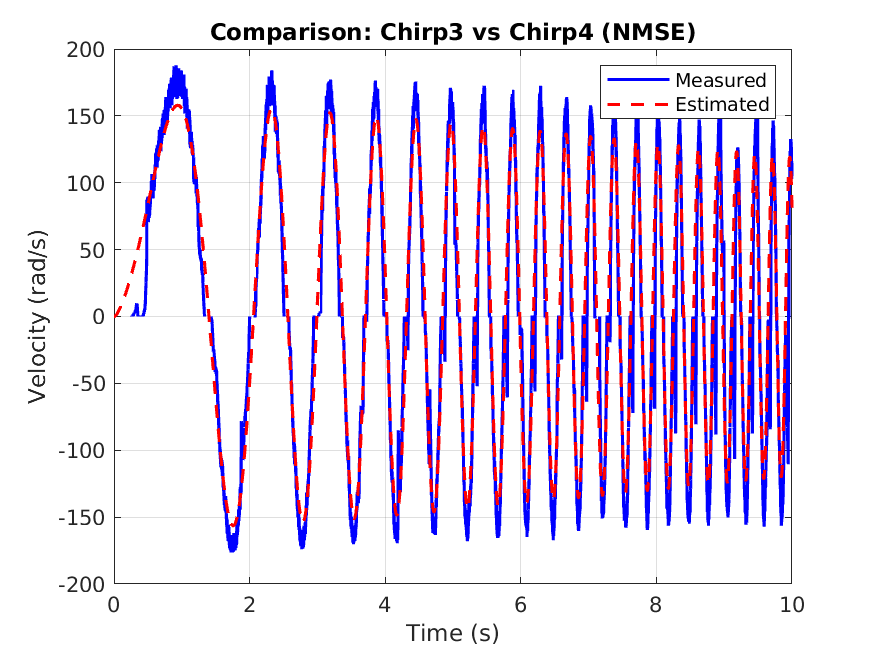 Comparison: Chirp3 vs Chirp4 (NMSE)
200
150
100
50
0
-50
-100
-150
-200
Velocity (rad/s)
Measured
Estimated
0 2 4 6 8 10
Time (s)